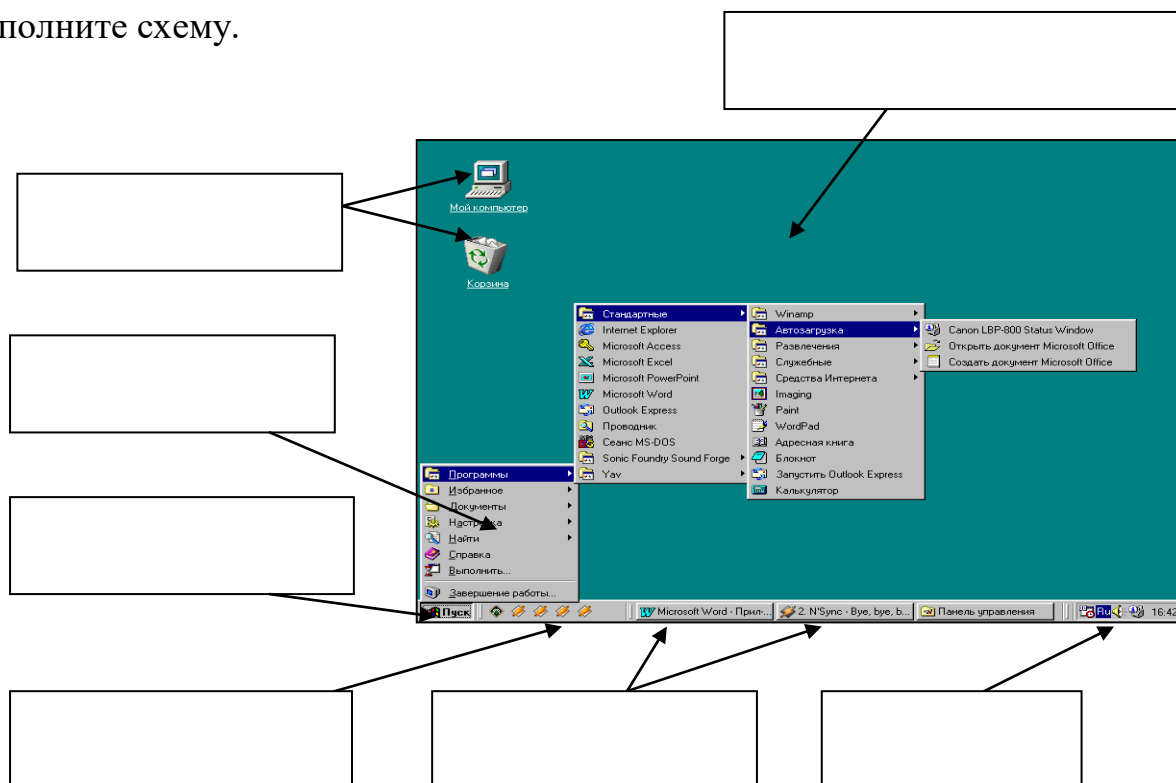 полните схему.
Мой компьютер
Корзина
Стандартные
Internet Explorer
Microsoft Access
Microsoft Excel
Microsoft PowerPoint
Microsoft Word
Outlook Express
Проводник
Сеанс MS-DOS
Sonic Foundry Sound Forge
Yav
Winamp
Автозагрузка
Развлечения
Служебные
Средства Интернета
Imaging
Paint
WordPad
Адресная книга
Блокнот
Запустить Outlook Express
Калькулятор
Canon LBP-800 Status Window
Открыть документ Microsoft Office
Создать документ Microsoft Office
Программы
Избранное
Документы
Настройка
Найти
Справка
Выполнить...
Завершение работы...
Пуск
Microsoft Word - Прил-...
2. N'Sync - Bye, bye, b...
Панель управления
Ru
16:42